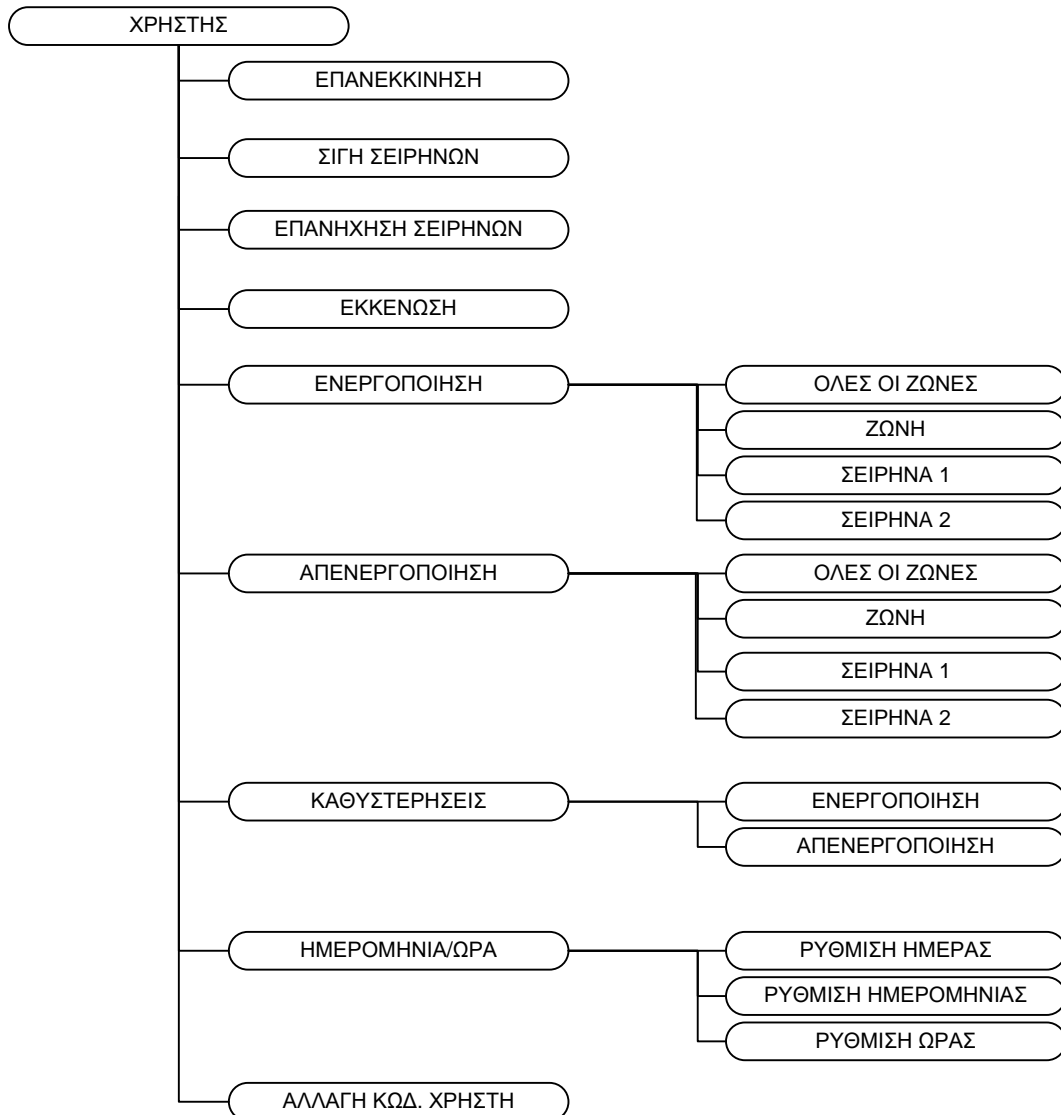 ΧΡΗΣΤΗΣ
ΕΠΑΝΕΚΚΙΝΗΣΗ
ΣΙΓΗ ΣΕΙΡΗΝΩΝ
ΕΠΑΝΗΧΗΣΗ ΣΕΙΡΗΝΩΝ
ΕΚΚΕΝΩΣΗ
ΕΝΕΡΓΟΠΟΙΗΣΗ
ΟΛΕΣ ΟΙ ΖΩΝΕΣ
ΖΩΝΗ
ΣΕΙΡΗΝΑ 1
ΣΕΙΡΗΝΑ 2
ΑΠΕΝΕΡΓΟΠΟΙΗΣΗ
ΟΛΕΣ ΟΙ ΖΩΝΕΣ
ΖΩΝΗ
ΣΕΙΡΗΝΑ 1
ΣΕΙΡΗΝΑ 2
ΚΑΘΥΣΤΕΡΗΣΕΙΣ
ΕΝΕΡΓΟΠΟΙΗΣΗ
ΑΠΕΝΕΡΓΟΠΟΙΗΣΗ
ΗΜΕΡΟΜΗΝΙΑ/ΩΡΑ
ΡΥΘΜΙΣΗ ΗΜΕΡΑΣ
ΡΥΘΜΙΣΗ ΗΜΕΡΟΜΗΝΙΑΣ
ΡΥΘΜΙΣΗ ΩΡΑΣ
ΑΛΛΑΓΗ ΚΩΔ. ΧΡΗΣΤΗ